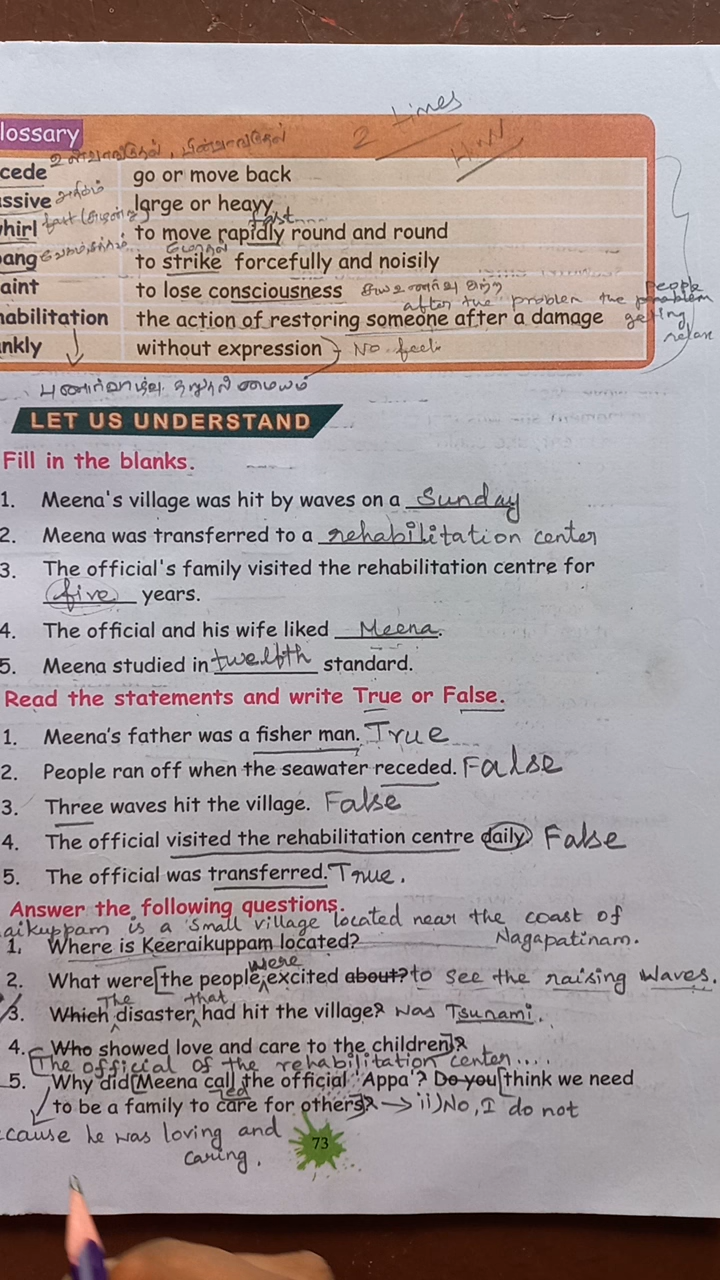 2 times
H.W
lossary
உள்வாங்குதல், பின்வாங்குதல்
cede go or move back
ssive அதிகம் large or heavy
fast
hirl to move rapidly round and round
ang to strike forcefully and noisily
aint to lose consciousness
after the problem the people
abilitation the action of restoring someone after a damage getting
relax
nkly without expression No feeli
LET US UNDERSTAND
Fill in the blanks.
1. Meena's village was hit by waves on a Sunday
2. Meena was transferred to a rehabilitation center
3. The official's family visited the rehabilitation centre for
five years.
4. The official and his wife liked Meena.
5. Meena studied in twelfth standard.
Read the statements and write True or False.
1. Meena's father was a fisher man. True
2. People ran off when the seawater receded. False
3. Three waves hit the village. False
4. The official visited the rehabilitation centre daily. False
5. The official was transferred. True.
Answer the following questions.
aikuppam is a small village located near the coast of
1. Where is Keeraikuppam located? Nagapatinam.
were
2. What were the people excited about? to see the raising waves.
The that
3. Which disaster had hit the village? was Tsunami.
4. Who showed love and care to the children?
The official of the rehabilitation center....
5. Why did Meena call the official 'Appa'? Do you think we need
to be a family to care for others? → ii) No, I do not
cause he was loving and
caring.
73